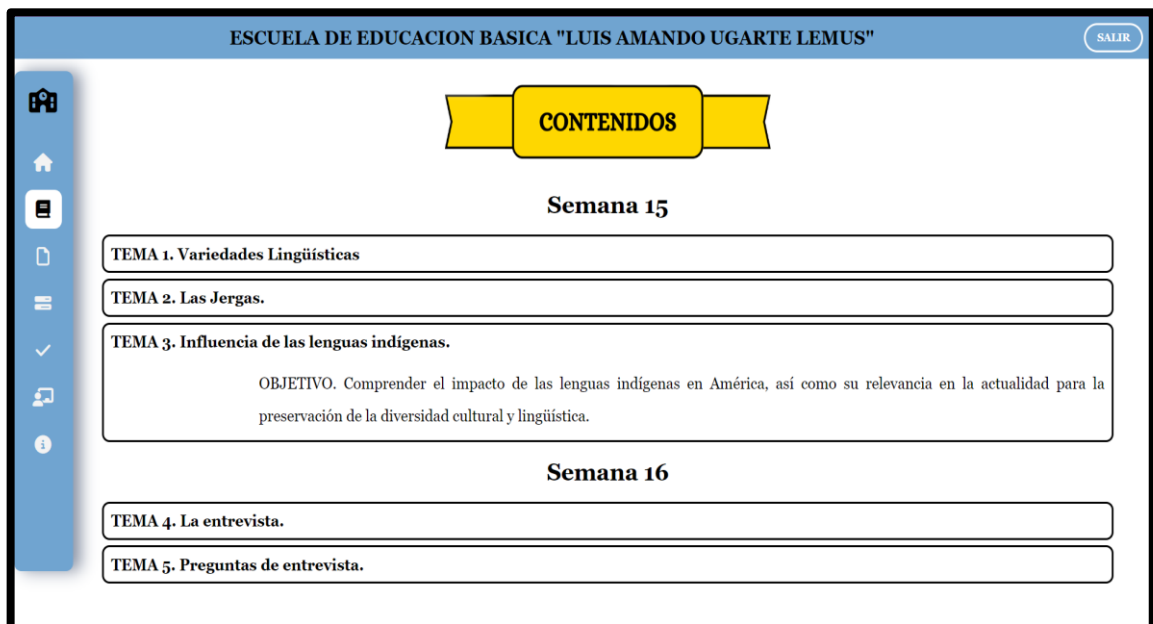 ESCUELA DE EDUCACION BASICA "LUIS AMANDO UGARTE LEMUS"
SALIR
CONTENIDOS
Semana 15
TEMA 1. Variedades Lingüísticas
TEMA 2. Las Jergas.
TEMA 3. Influencia de las lenguas indígenas.
OBJETIVO. Comprender el impacto de las lenguas indígenas en América, así como su relevancia en la actualidad para la
preservación de la diversidad cultural y lingüística.
Semana 16
TEMA 4. La entrevista.
TEMA 5. Preguntas de entrevista.